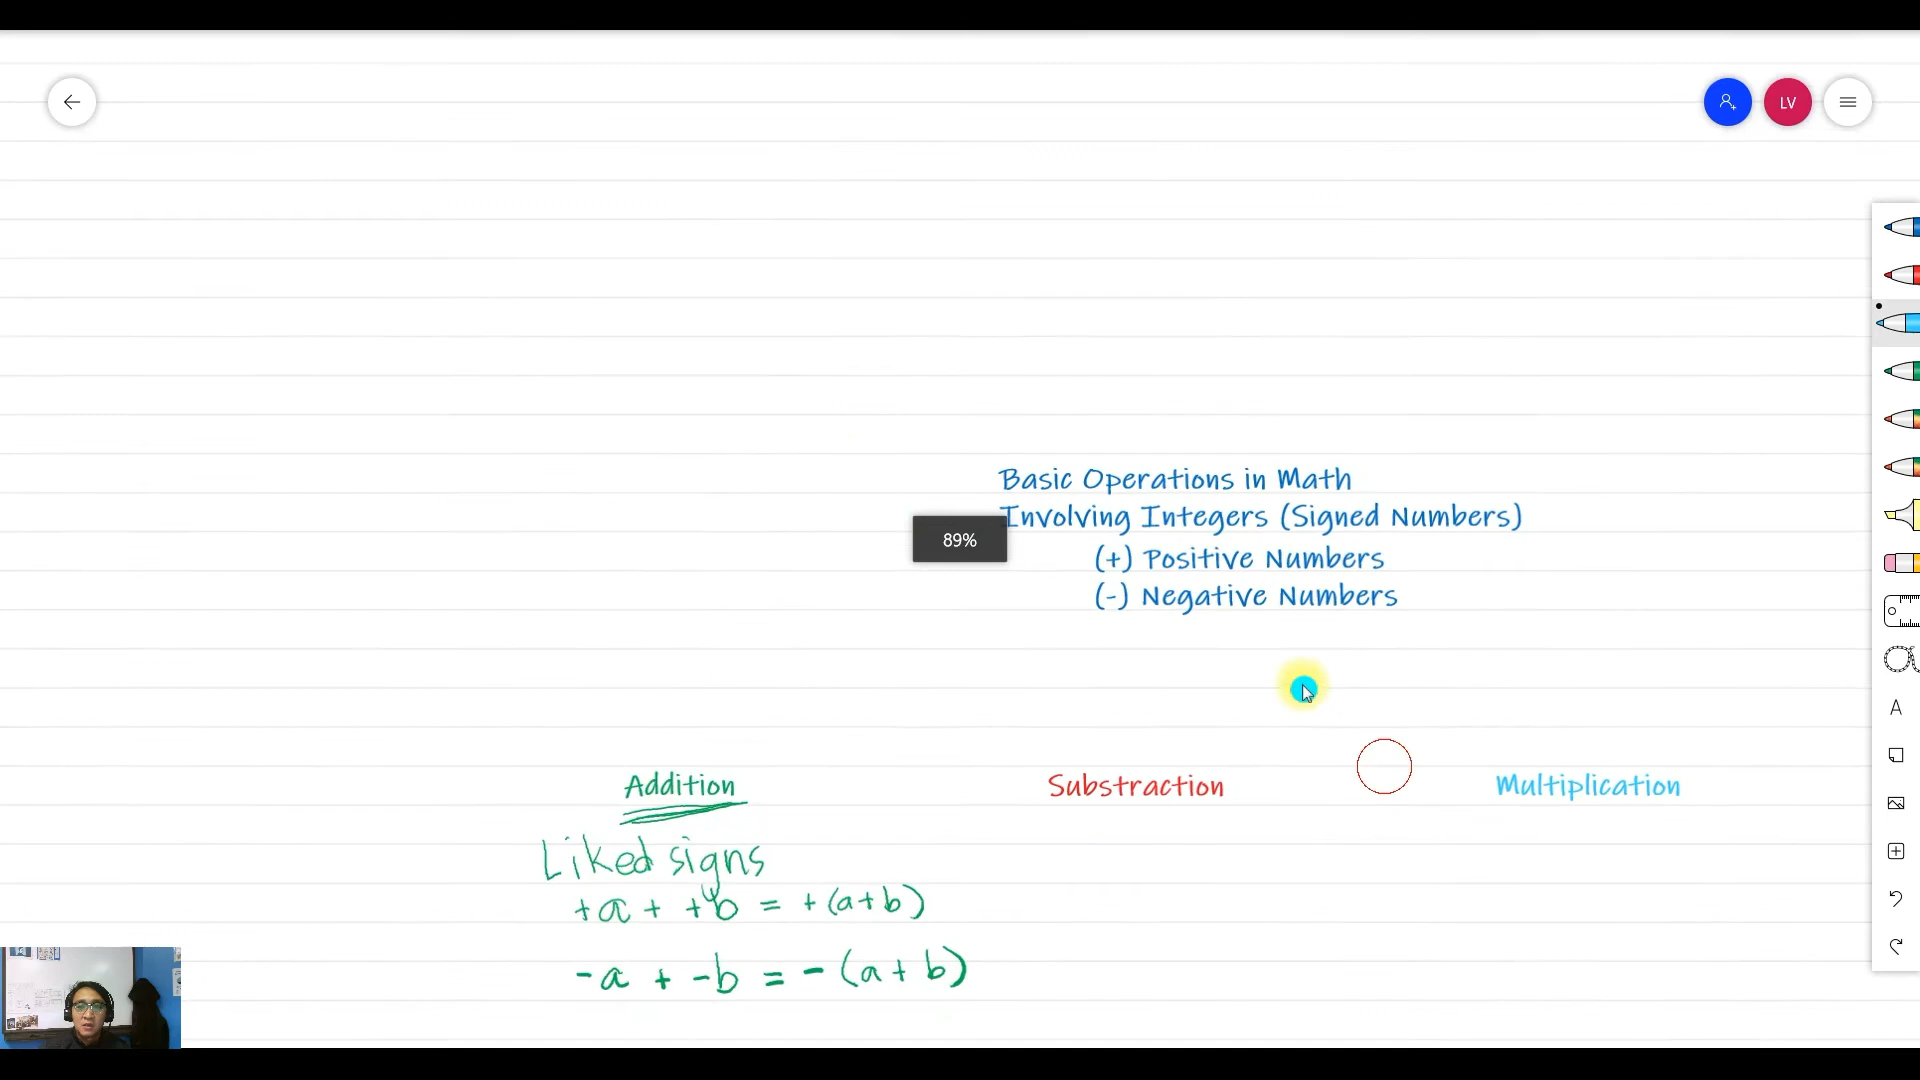 LV
Basic Operations in Math
Involving Integers (Signed Numbers)
89%
(+) Positive Numbers
(-) Negative Numbers
A
Addition Substraction Multiplication
Liked signs
+a + +b = +(a+b)
-a + -b = -(a+b)